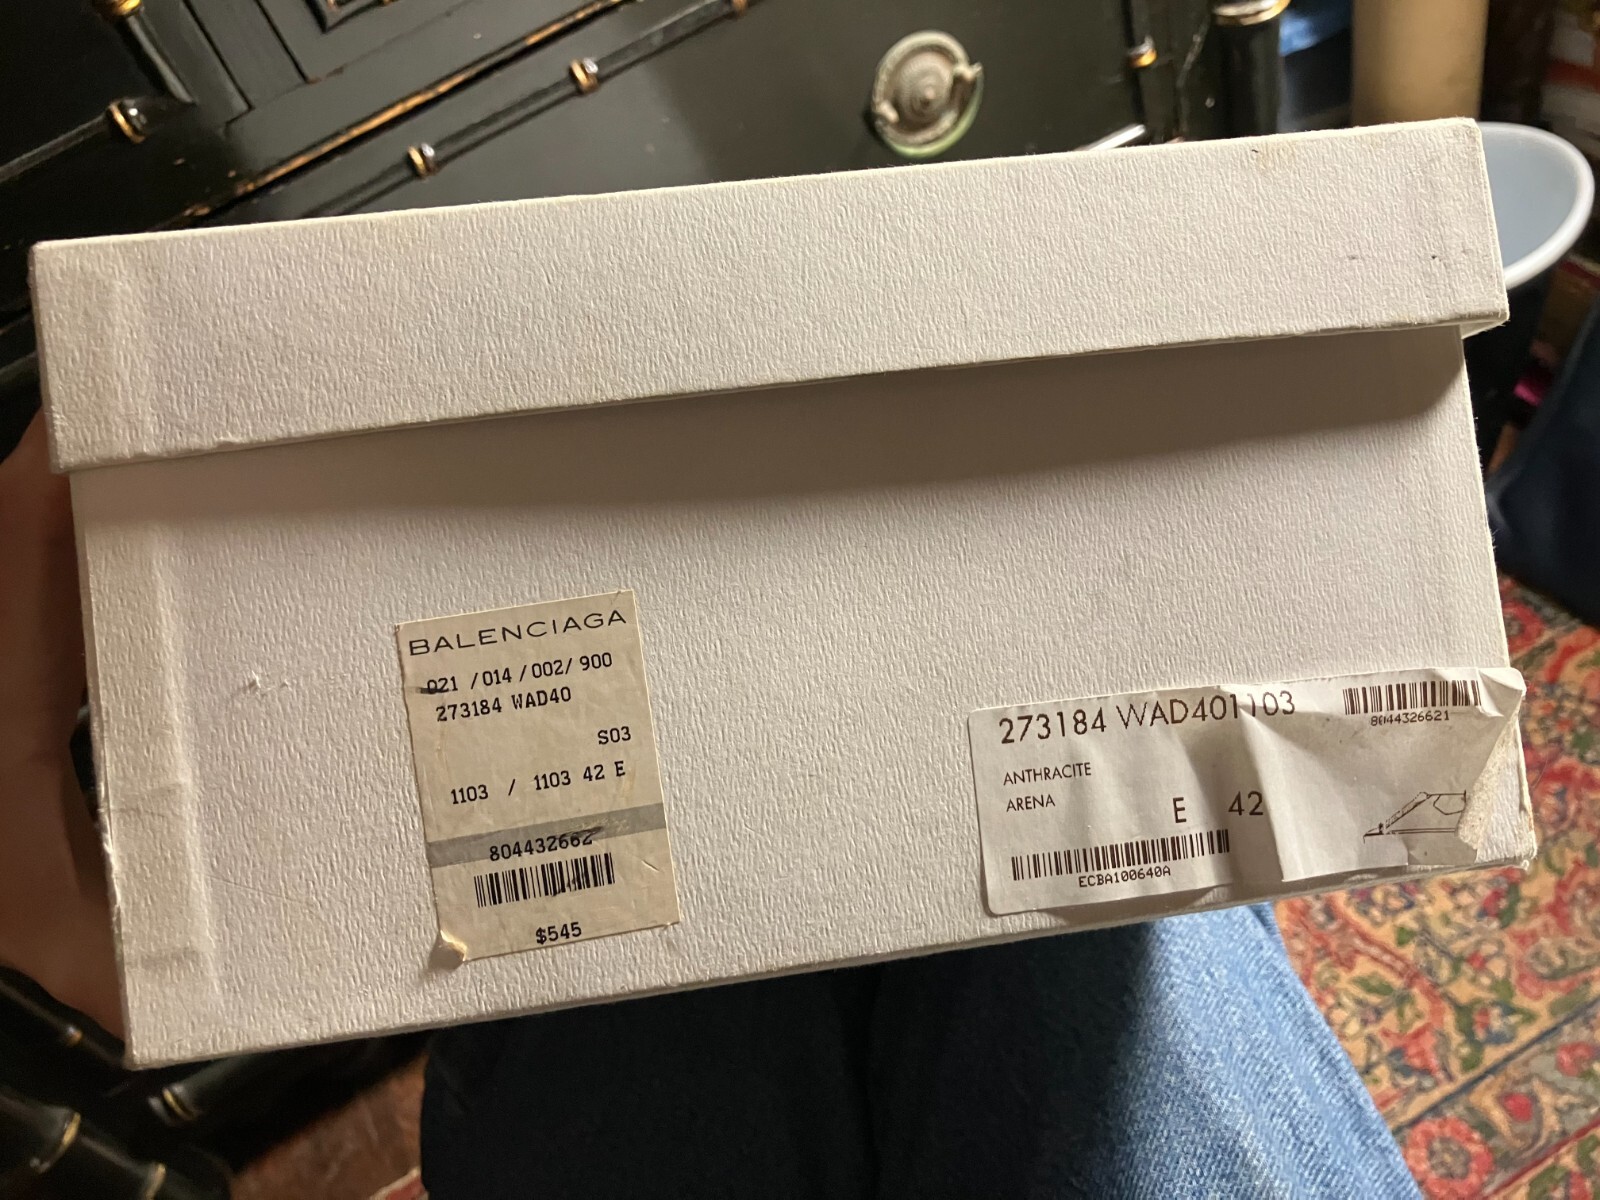 BALENCIAGA
021 /014 /002/ 900
273184 WAD40
S03
1103 / 1103 42 E
804432662
$545
273184 WAD401103
8044326621
ANTHRACITE
ARENA
E 42
ECBA100640A